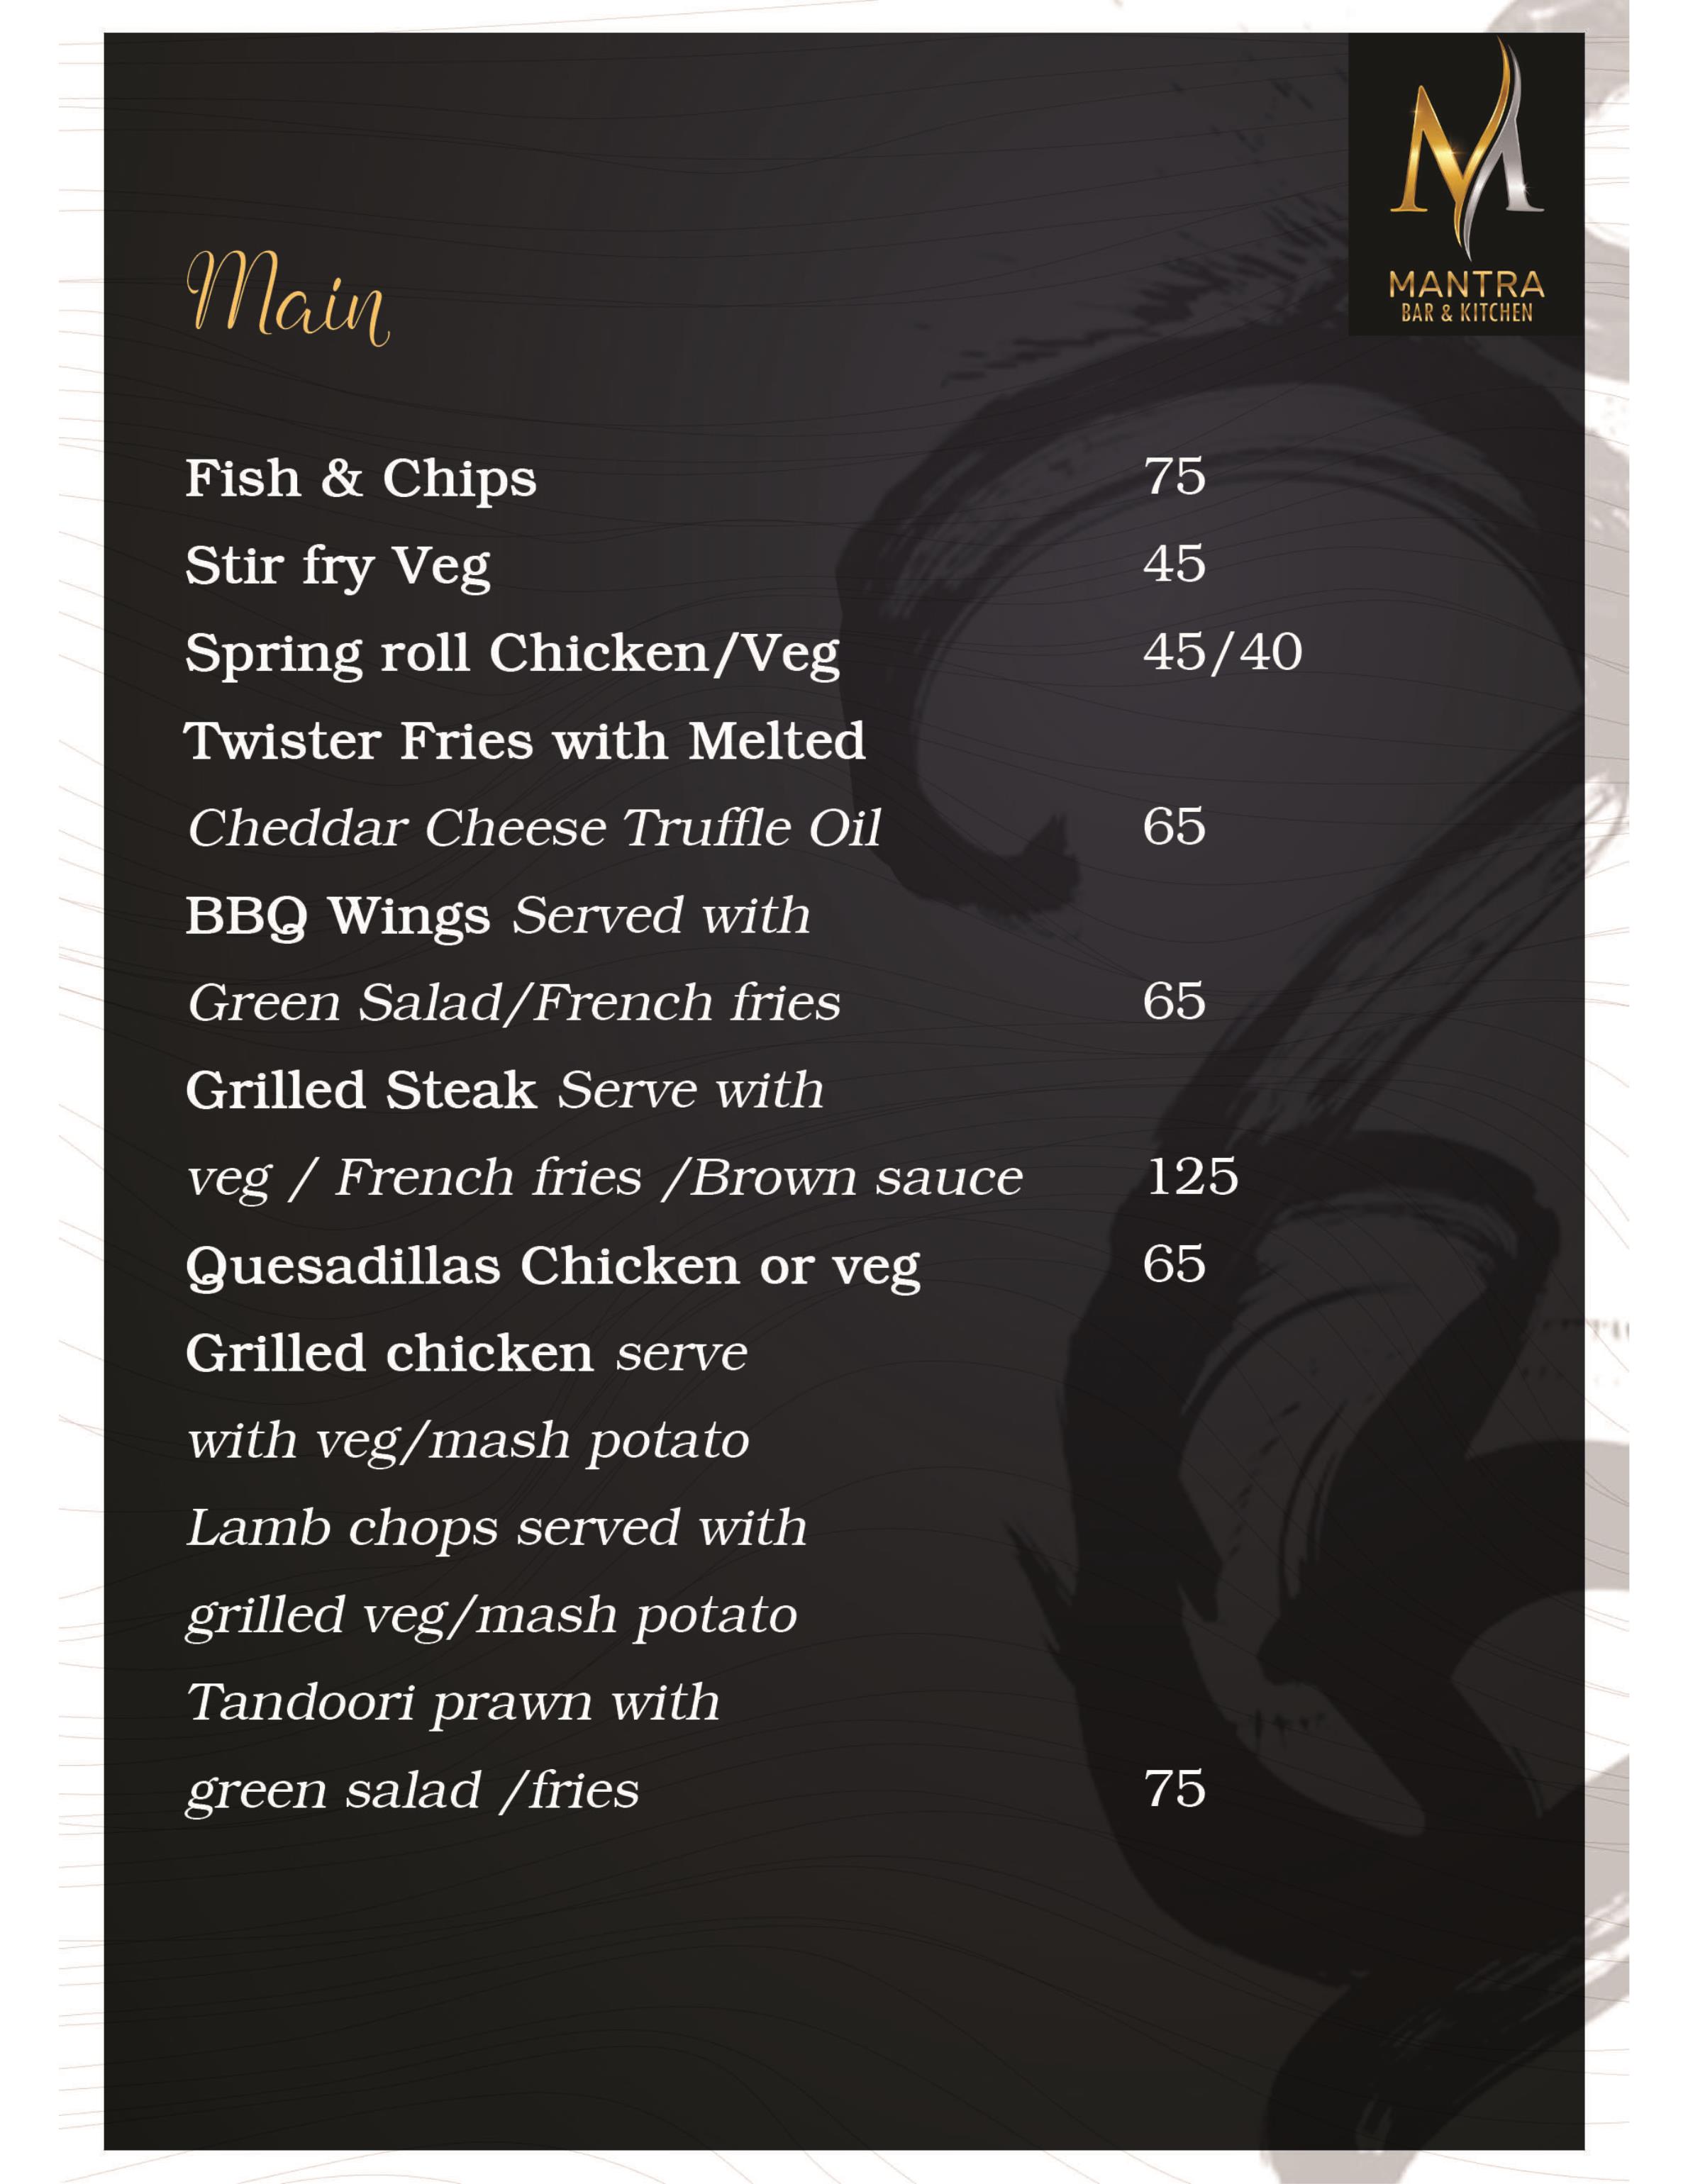 MANTRA
BAR & KITCHEN
Main
Fish & Chips 75
Stir fry Veg 45
Spring roll Chicken/Veg 45/40
Twister Fries with Melted
Cheddar Cheese Truffle Oil 65
BBQ Wings Served with
Green Salad/French fries 65
Grilled Steak Serve with
veg / French fries /Brown sauce 125
Quesadillas Chicken or veg 65
Grilled chicken serve
with veg/mash potato
Lamb chops served with
grilled veg/mash potato
Tandoori prawn with
green salad /fries 75